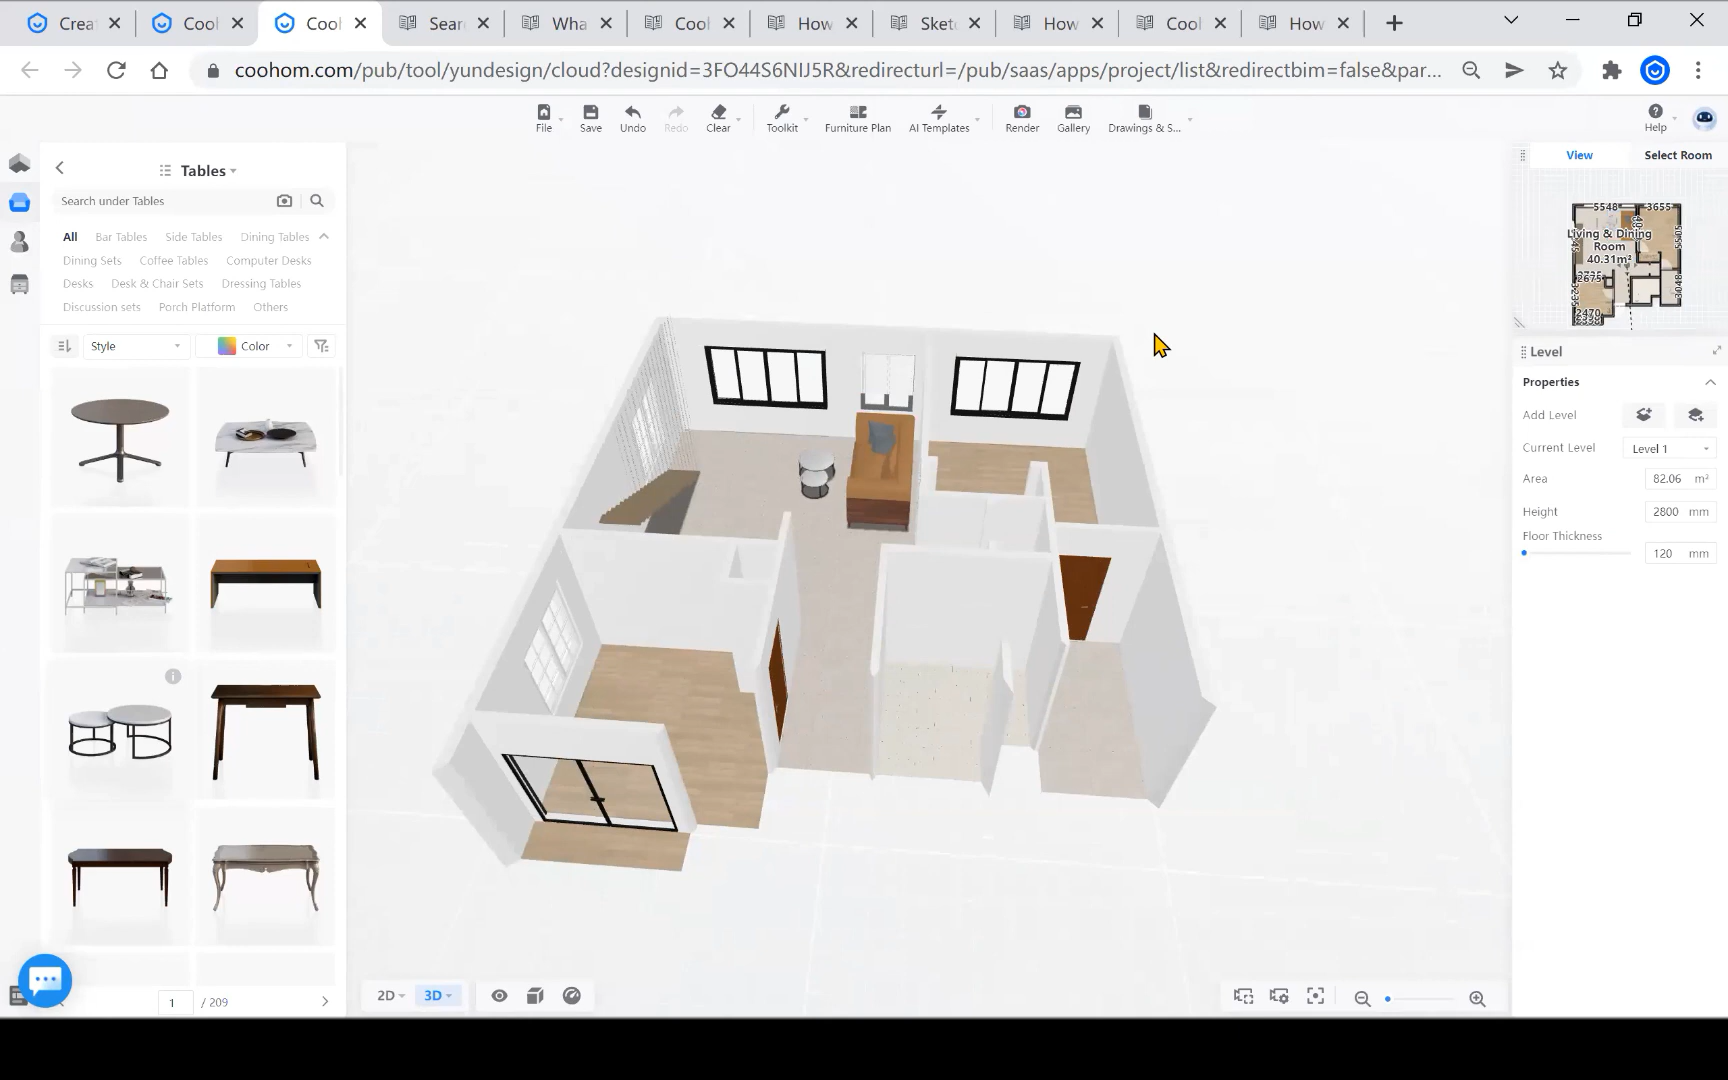 Crea
Cool
Cool
Sear
Wha
Cool
How
Sket
How
Cool
How
coohom.com/pub/tool/yundesign/cloud?designid=3FO44S6NIJ5R&redirecturl=/pub/saas/apps/project/list&redirectbim=false&par...
File
Save
Undo
Redo
Clear
Toolkit
Furniture Plan
AI Templates
Render
Gallery
Drawings & S...
Help
Tables
Search under Tables
All Bar Tables Side Tables Dining Tables
Dining Sets Coffee Tables Computer Desks
Desks Desk & Chair Sets Dressing Tables
Discussion sets Porch Platform Others
Style
Color
1 / 209
2D
3D
View
Select Room
5548 3655
Living & Dining
Room
40.31m²
2675
2470
Level
Properties
Add Level
Current Level Level 1
Area 82.06 m²
Height 2800 mm
Floor Thickness
120 mm